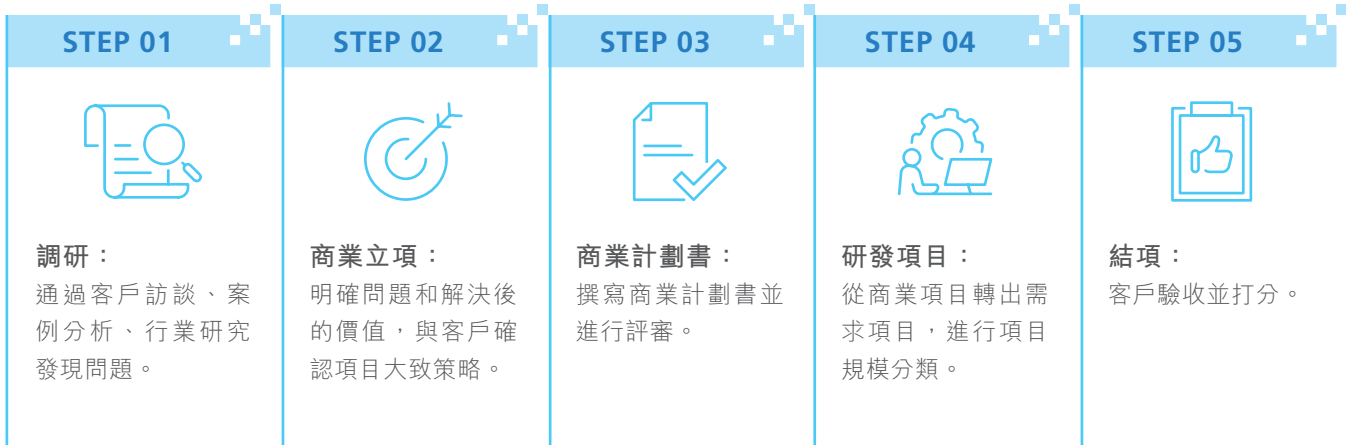 STEP 01
調研：
通過客戶訪談、案
例分析、行業研究
發現問題。
STEP 02
商業立項：
明確問題和解決後
的價值，與客戶確
認項目大致策略。
STEP 03
商業計劃書：
撰寫商業計劃書並
進行評審。
STEP 04
研發項目：
從商業項目轉出需
求項目，進行項目
規模分類。
STEP 05
結項：
客戶驗收並打分。